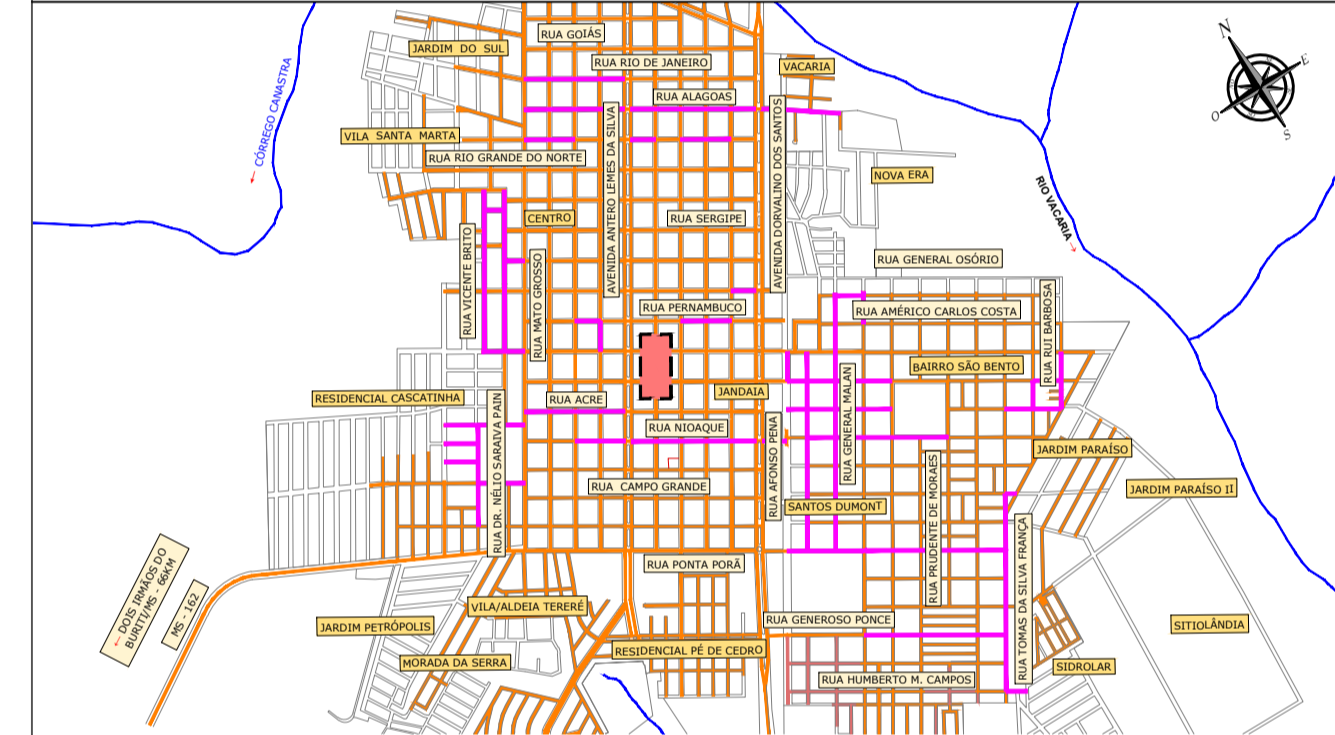 RUA GOIÁS
JARDIM DO SUL
RUA RIO DE JANEIRO
VACARIA
N
E
O
S
CÓRREGO CANASTRA
RUA ALAGOAS
VILA SANTA MARTA
RUA RIO GRANDE DO NORTE
AVENIDA ANTERO LEMES DA SILVA
AVENIDA DORVALINO DOS SANTOS
NOVA ERA
RIO VACARIA
CENTRO
RUA SERGIPE
RUA VICENTE BRITO
RUA MATO GROSSO
RUA GENERAL OSÓRIO
RUA PERNAMBUCO
RUA AMÉRICO CARLOS COSTA
RUA RUI BARBOSA
BAIRRO SÃO BENTO
RESIDENCIAL CASCATINHA
RUA ACRE
JANDAIA
RUA GENERAL MALAN
RUA NIOAQUE
RUA DR. NÉLIO SARAIVA PAIN
RUA AFONSO PENA
JARDIM PARAÍSO
RUA CAMPO GRANDE
JARDIM PARAÍSO II
SANTOS DUMONT
RUA PRUDENTE DE MORAES
RUA TOMAS DA SILVA FRANÇA
RUA PONTA PORÃ
← DOIS IRMÃOS DO
BURITI/MS - 66KM
MS - 162
VILA/ALDEIA TERERÉ
JARDIM PETRÓPOLIS
RUA GENEROSO PONCE
SITIOLÂNDIA
RESIDENCIAL PÉ DE CEDRO
MORADA DA SERRA
SIDROLAR
RUA HUMBERTO M. CAMPOS